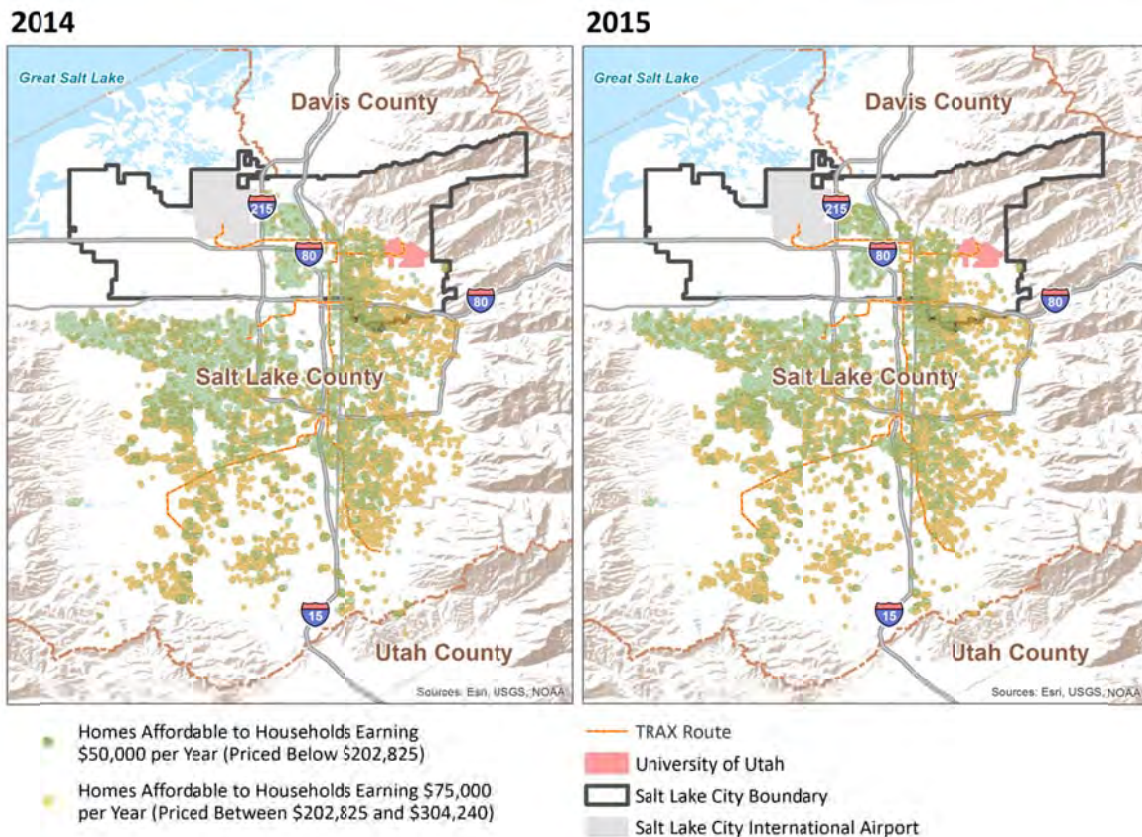 2014
2015
Great Salt Lake
Davis County
215
80
80
Salt Lake County
15
Utah County
Sources: Esri, USGS, NOAA
Great Salt Lake
Davis County
215
80
80
Salt Lake County
15
Utah County
Sources: Esri, USGS, NOAA
Homes Affordable to Households Earning
$50,000 per Year (Priced Below $202,825)
Homes Affordable to Households Earning $75,000
per Year (Priced Between $202,825 and $304,240)
TRAX Route
University of Utah
Salt Lake City Boundary
Salt Lake City International Airport